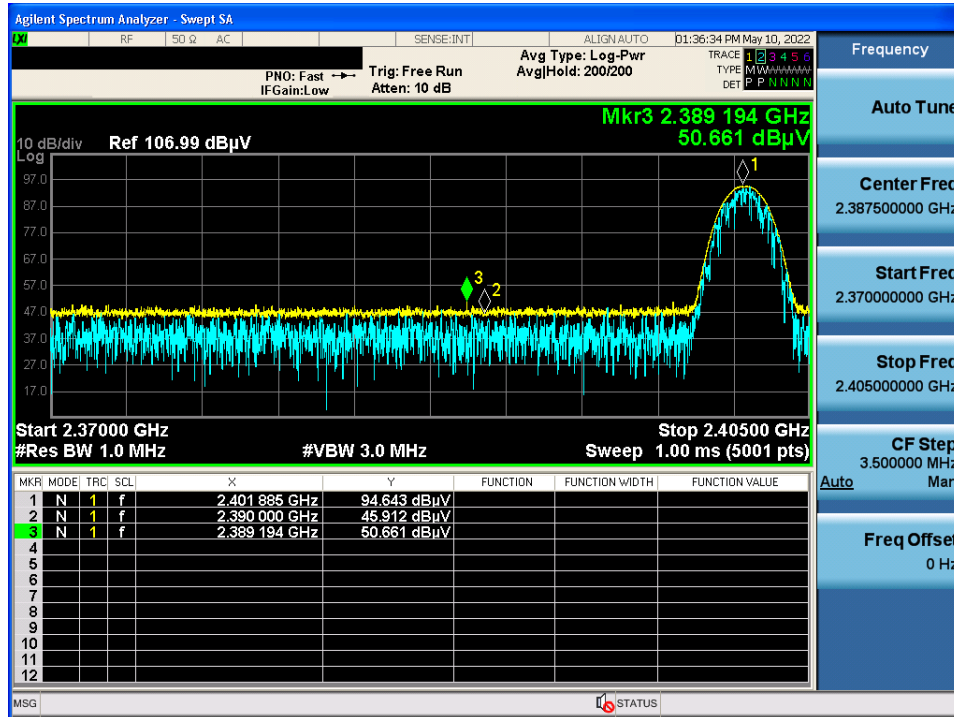 Agilent Spectrum Analyzer - Swept SA
LXI RF 50 Ω AC SENSE:INT ALIGN AUTO 01:36:34 PM May 10, 2022
PNO: Fast Trig: Free Run Avg Type: Log-Pwr TRACE 1 2 3 4 5 6
IFGain:Low Atten: 10 dB Avg|Hold: 200/200 TYPE M W W W W W
DET P P N N N N
Mkr3 2.389 194 GHz
50.661 dBµV
10 dB/div Ref 106.99 dBµV
Log
97.0
87.0
77.0
67.0
57.0
47.0
37.0
27.0
17.0
1
3
2
Start 2.37000 GHz Stop 2.40500 GHz
#Res BW 1.0 MHz #VBW 3.0 MHz Sweep 1.00 ms (5001 pts)
MKR MODE TRC SCL X Y FUNCTION FUNCTION WIDTH FUNCTION VALUE
1 N 1 f 2.401 885 GHz 94.643 dBµV
2 N 1 f 2.390 000 GHz 45.912 dBµV
3 N 1 f 2.389 194 GHz 50.661 dBµV
4
5
6
7
8
9
10
11
12
MSG STATUS
Frequency
Auto Tune
Center Freq
2.387500000 GHz
Start Freq
2.370000000 GHz
Stop Freq
2.405000000 GHz
CF Step
3.500000 MHz
Auto Man
Freq Offset
0 Hz